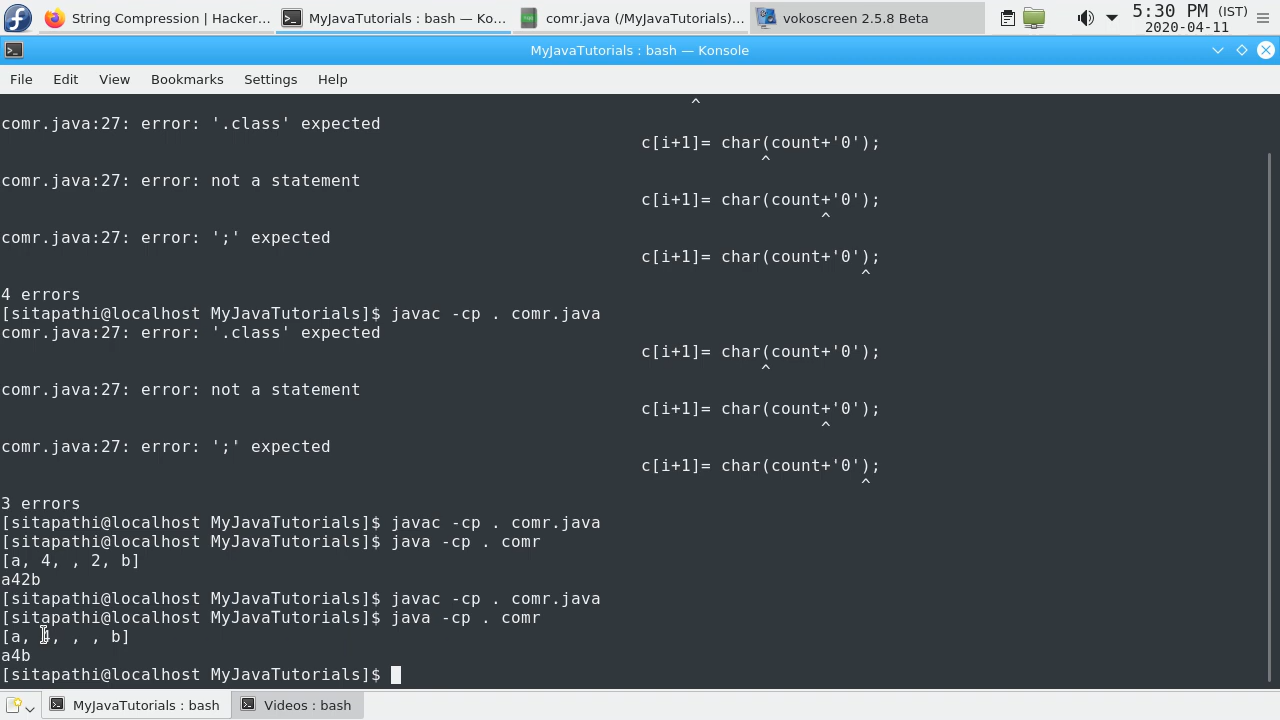 String Compression | Hacker...
MyJavaTutorials : bash — Ko...
comr.java (/MyJavaTutorials)...
vokoscreen 2.5.8 Beta
5:30 PM (IST)
2020-04-11
MyJavaTutorials : bash — Konsole
File Edit View Bookmarks Settings Help
^
comr.java:27: error: '.class' expected
c[i+1]= char(count+'0');
^
comr.java:27: error: not a statement
c[i+1]= char(count+'0');
^
comr.java:27: error: ';' expected
c[i+1]= char(count+'0');
^
4 errors
[sitapathi@localhost MyJavaTutorials]$ javac -cp . comr.java
comr.java:27: error: '.class' expected
c[i+1]= char(count+'0');
^
comr.java:27: error: not a statement
c[i+1]= char(count+'0');
^
comr.java:27: error: ';' expected
c[i+1]= char(count+'0');
^
3 errors
[sitapathi@localhost MyJavaTutorials]$ javac -cp . comr.java
[sitapathi@localhost MyJavaTutorials]$ java -cp . comr
[a, 4, , 2, b]
a42b
[sitapathi@localhost MyJavaTutorials]$ javac -cp . comr.java
[sitapathi@localhost MyJavaTutorials]$ java -cp . comr
[a, 4, , , b]
a4b
[sitapathi@localhost MyJavaTutorials]$
MyJavaTutorials : bash
Videos : bash